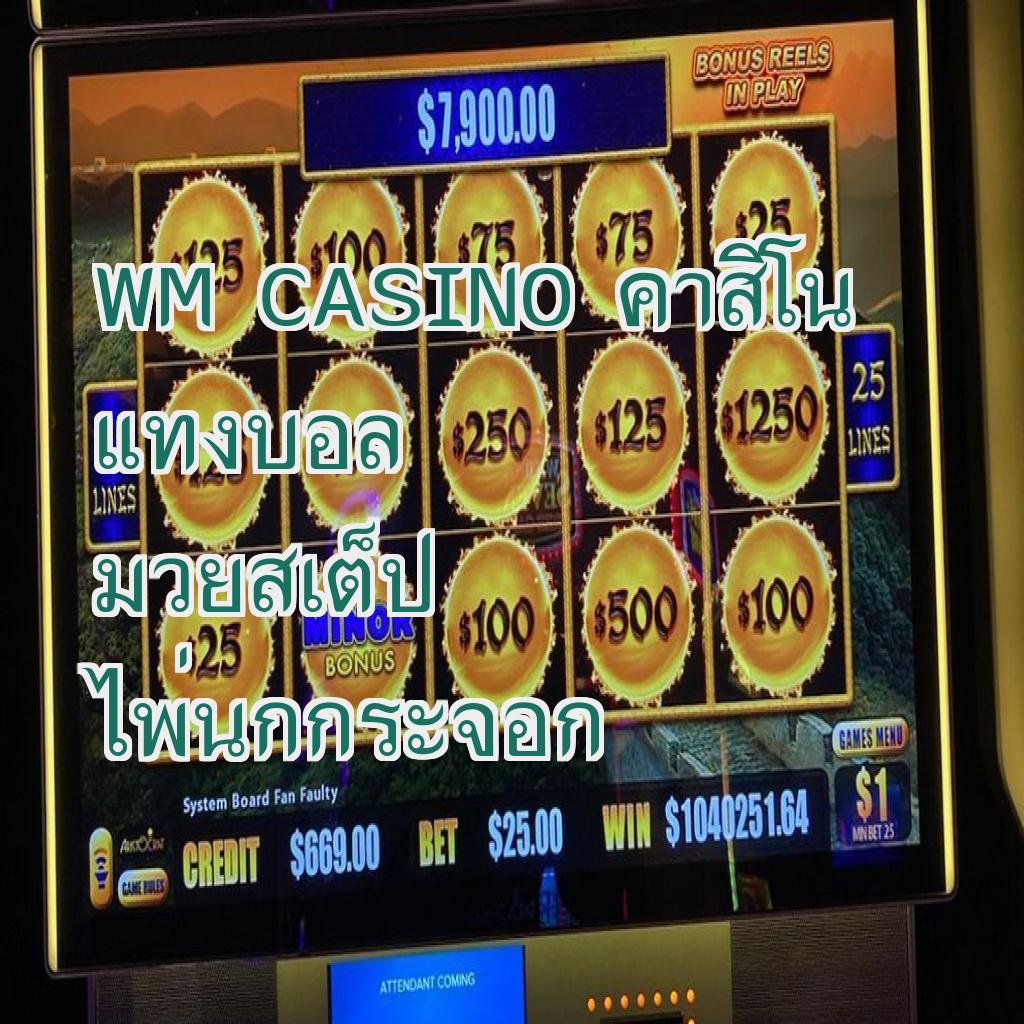 BONUS REELS
IN PLAY
$7,900.00
$125 $100 $75 $75 $25
WM CASINO คาสิโน
$125 $250 $125 $1250
25
LINES
LINES
แทงบอล
มวยสเต็ป
$25 MINOR
BONUS
$100 $500 $100
ไพ่นกกระจอก
GAMES MENU
System Board Fan Faulty
$1
MIN BET 25
ARISTOCRAT
GAME RULES
CREDIT $669.00 BET $25.00 WIN $1040251.64
ATTENDANT COMING